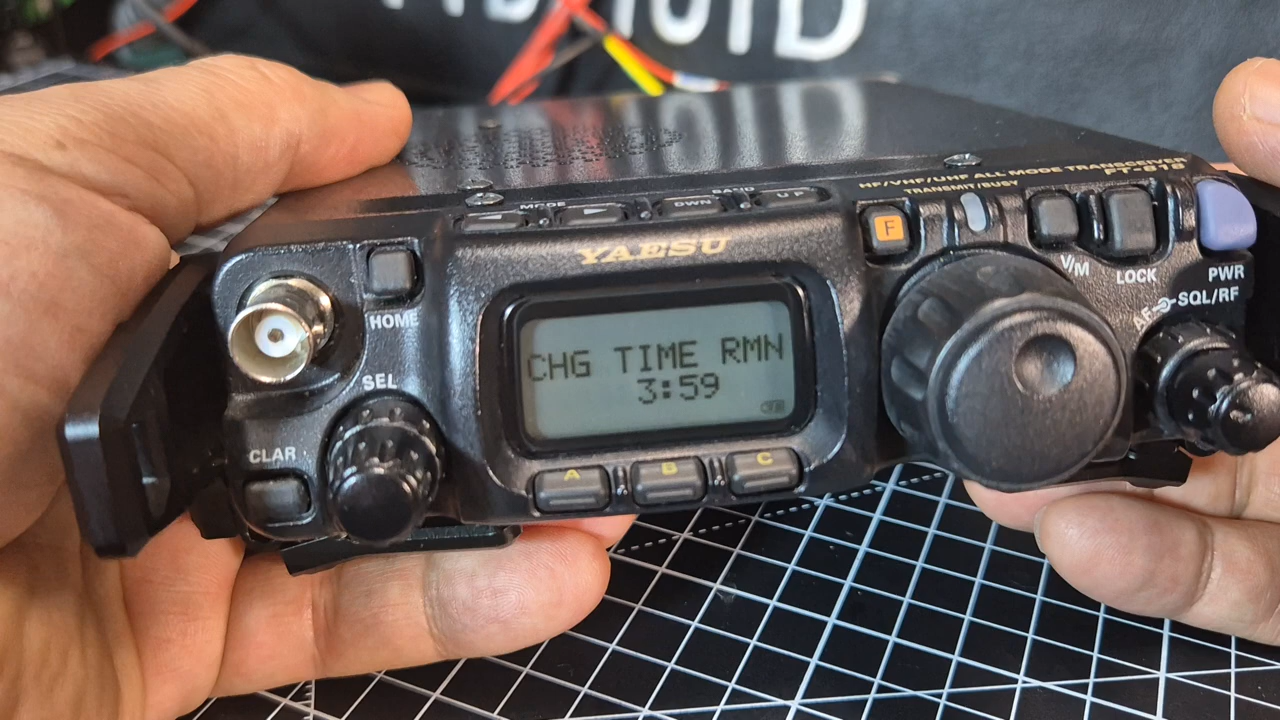 HF/VHF/UHF ALL MODE TRANSCEIVER
FT-818
TRANSMIT/BUSY
MODE
BAND
DWN
UP
F
YAESU
V/M
LOCK
PWR
HOME
AF
SQL/RF
CHG TIME RMN
3:59
SEL
CLAR
A
B
C